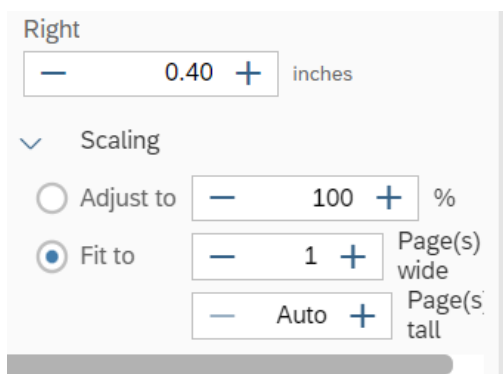 Right
0.40 inches
Scaling
Adjust to 100 %
Fit to 1 Page(s) wide
Auto Page(s tall